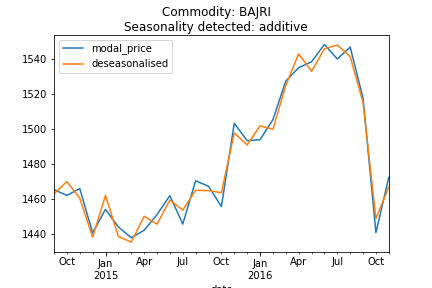 Commodity: BAJRI
Seasonality detected: additive
modal_price
deseasonalised
1540
1520
1500
1480
1460
1440
Oct Jan Apr Jul Oct Jan Apr Jul Oct
2015 2016